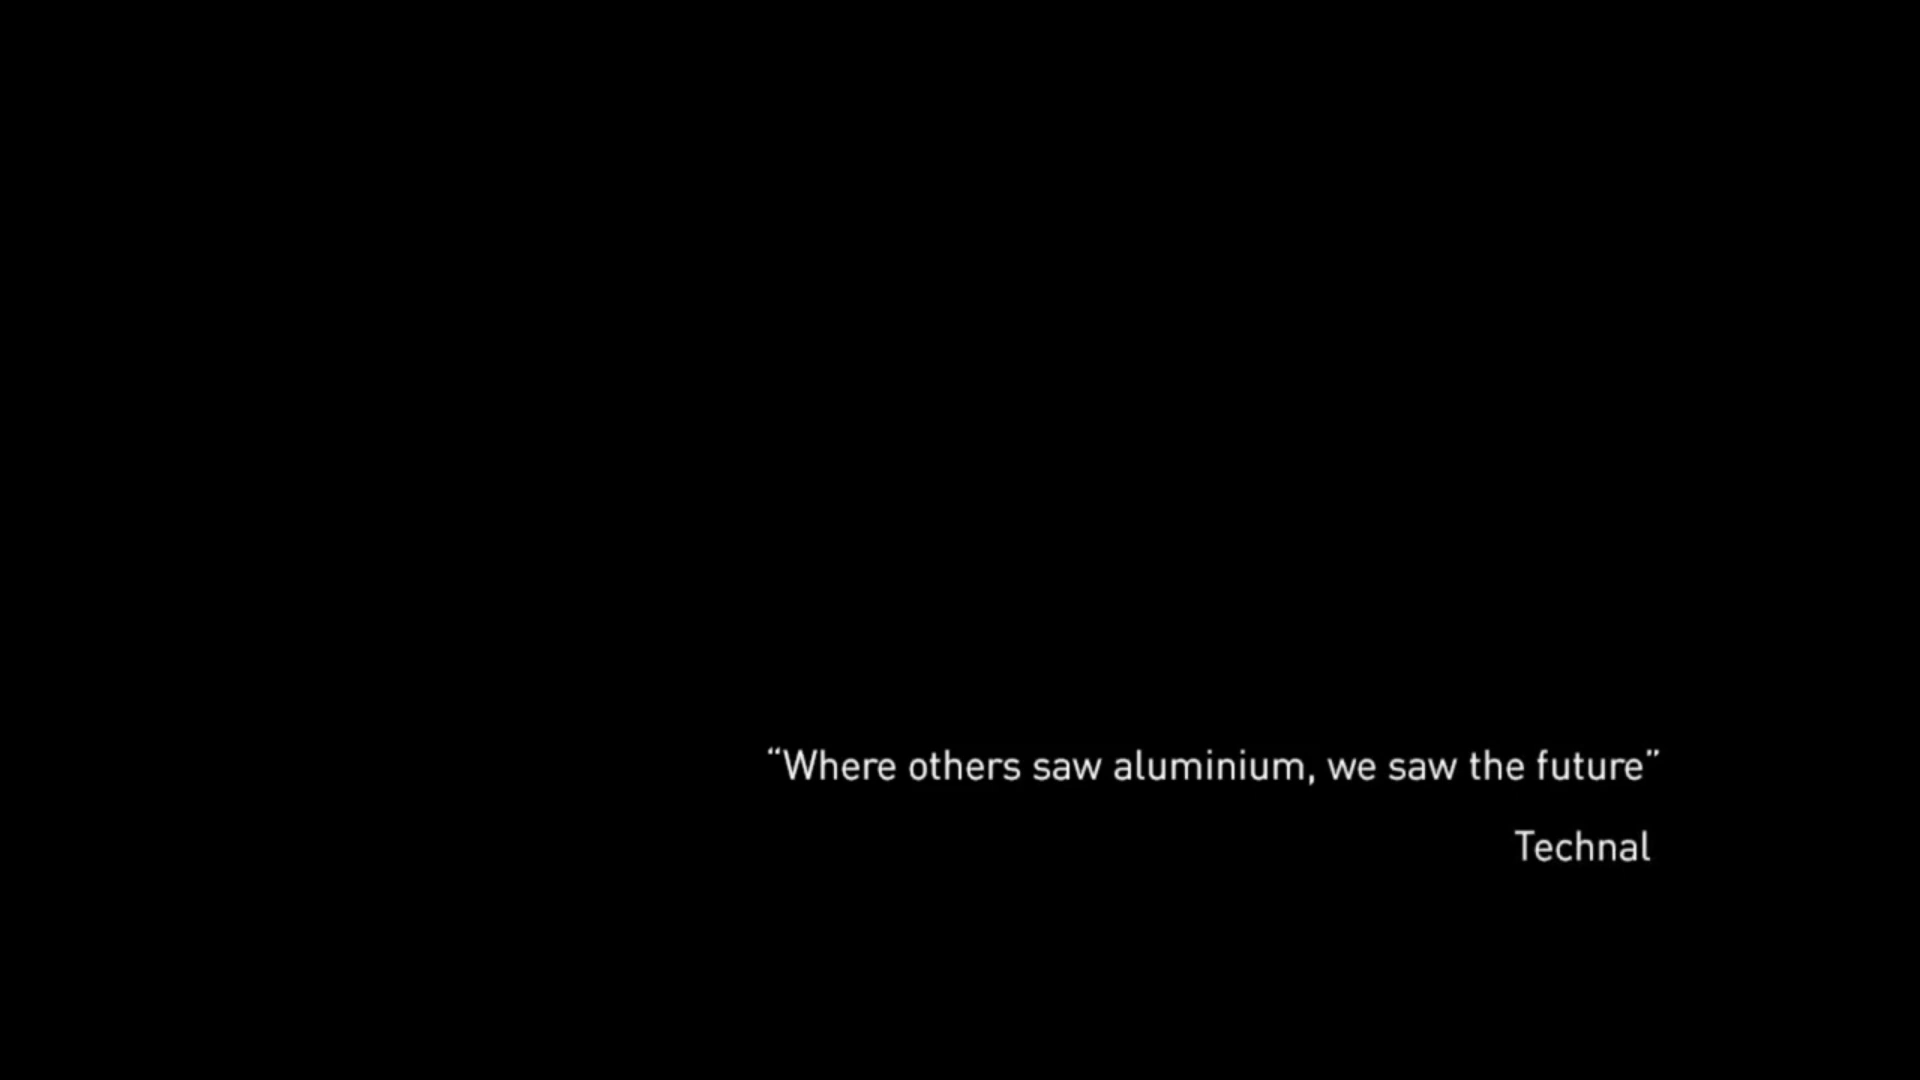 “Where others saw aluminium, we saw the future”
Technal